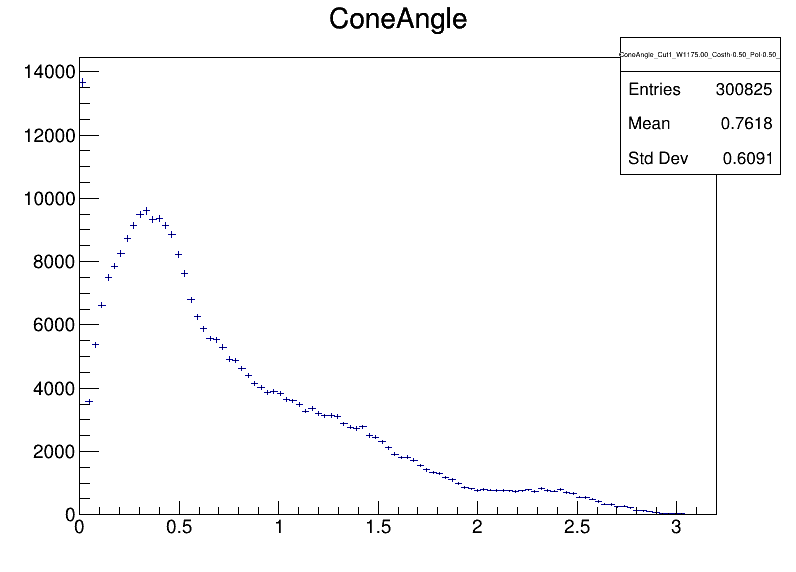 ConeAngle
ConeAngle_Cut1_W1175.00_Costh-0.50_Pol-0.50_
Entries 300825
Mean 0.7618
Std Dev 0.6091
14000
12000
10000
8000
6000
4000
2000
0
0 0.5 1 1.5 2 2.5 3